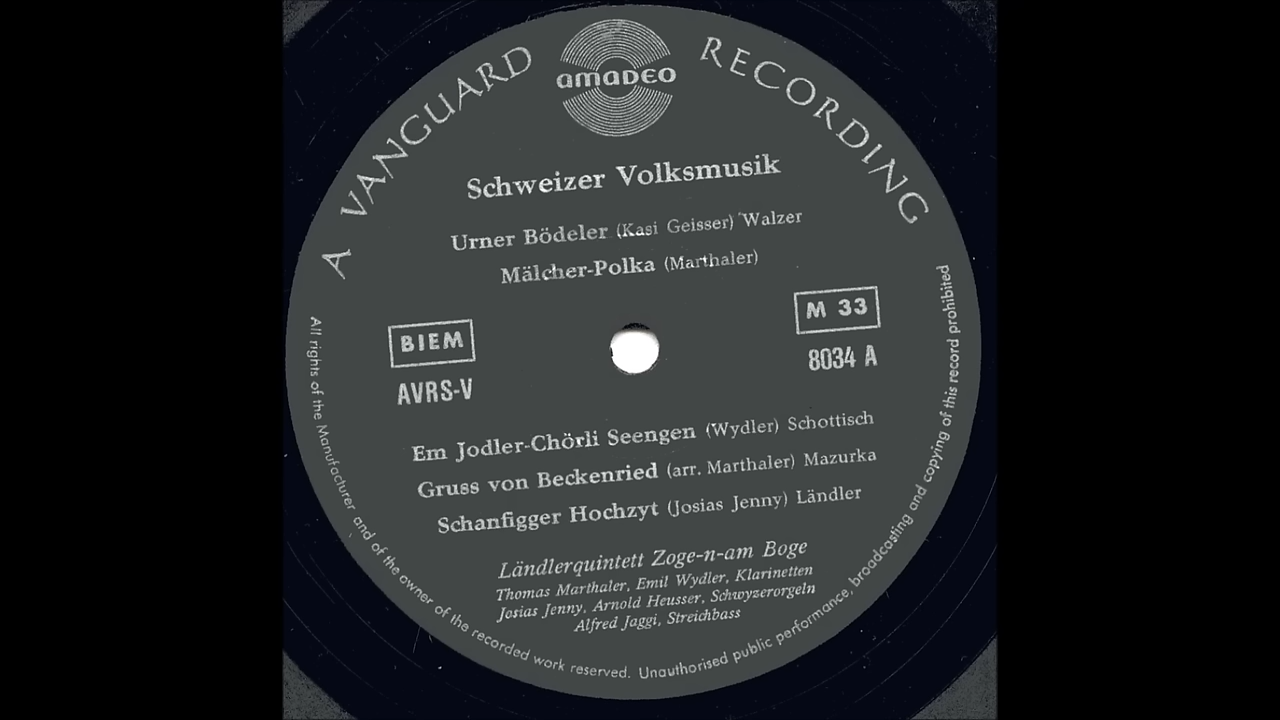 A VANGUARD RECORDING
amadeo
Schweizer Volksmusik
Urner Bödeler (Kasi Geisser) Walzer
Mälcher-Polka (Marthaler)
BIEM
M 33
AVRS-V
8034 A
Em Jodler-Chörli Seengen (Wydler) Schottisch
Gruss von Beckenried (arr. Marthaler) Mazurka
Schanfigger Hochzyt (Josias Jenny) Ländler
Ländlerquintett Zoge-n-am Boge
Thomas Marthaler, Emil Wydler, Klarinetten
Josias Jenny, Arnold Heusser, Schwyzerorgeln
Alfred Jaggi, Streichbass
All rights of the Manufacturer and of the owner of the recorded work reserved. Unauthorised public performance, broadcasting and copying of this record prohibited